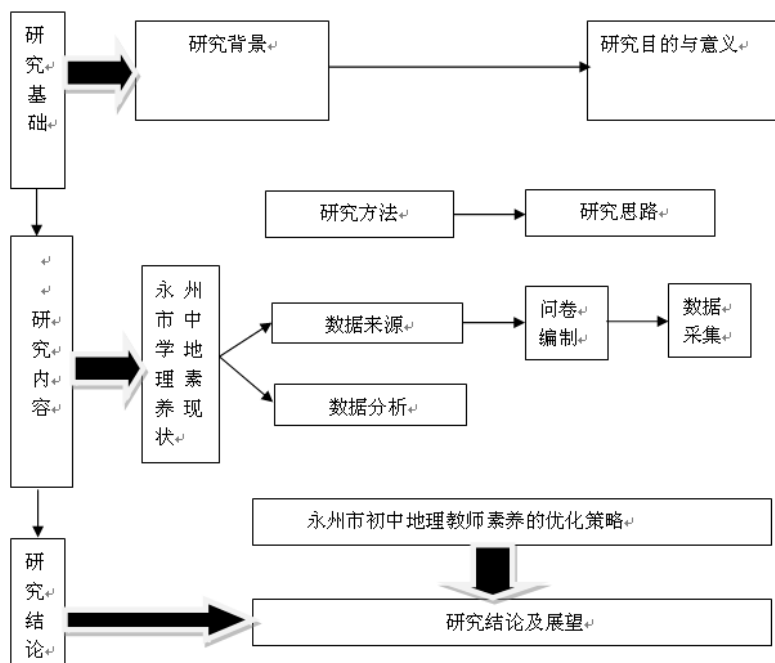 研究基础
研究背景
研究目的与意义
研究方法
研究思路
研究内容
永州
市中
学地
理素
养现
状
数据来源
问卷
编制
数据
采集
数据分析
永州市初中地理教师素养的优化策略
研究结论
研究结论及展望